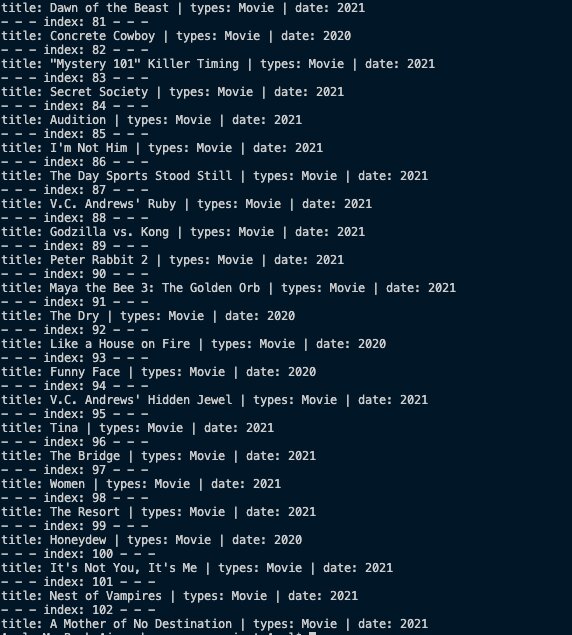 title: Dawn of the Beast | types: Movie | date: 2021
- - - index: 81 - - -
title: Concrete Cowboy | types: Movie | date: 2020
- - - index: 82 - - -
title: "Mystery 101" Killer Timing | types: Movie | date: 2021
- - - index: 83 - - -
title: Secret Society | types: Movie | date: 2021
- - - index: 84 - - -
title: Audition | types: Movie | date: 2021
- - - index: 85 - - -
title: I'm Not Him | types: Movie | date: 2021
- - - index: 86 - - -
title: The Day Sports Stood Still | types: Movie | date: 2021
- - - index: 87 - - -
title: V.C. Andrews' Ruby | types: Movie | date: 2021
- - - index: 88 - - -
title: Godzilla vs. Kong | types: Movie | date: 2021
- - - index: 89 - - -
title: Peter Rabbit 2 | types: Movie | date: 2021
- - - index: 90 - - -
title: Maya the Bee 3: The Golden Orb | types: Movie | date: 2021
- - - index: 91 - - -
title: The Dry | types: Movie | date: 2020
- - - index: 92 - - -
title: Like a House on Fire | types: Movie | date: 2020
- - - index: 93 - - -
title: Funny Face | types: Movie | date: 2020
- - - index: 94 - - -
title: V.C. Andrews' Hidden Jewel | types: Movie | date: 2021
- - - index: 95 - - -
title: Tina | types: Movie | date: 2021
- - - index: 96 - - -
title: The Bridge | types: Movie | date: 2021
- - - index: 97 - - -
title: Women | types: Movie | date: 2021
- - - index: 98 - - -
title: The Resort | types: Movie | date: 2021
- - - index: 99 - - -
title: Honeydew | types: Movie | date: 2020
- - - index: 100 - - -
title: It's Not You, It's Me | types: Movie | date: 2021
- - - index: 101 - - -
title: Nest of Vampires | types: Movie | date: 2021
- - - index: 102 - - -
title: A Mother of No Destination | types: Movie | date: 2021